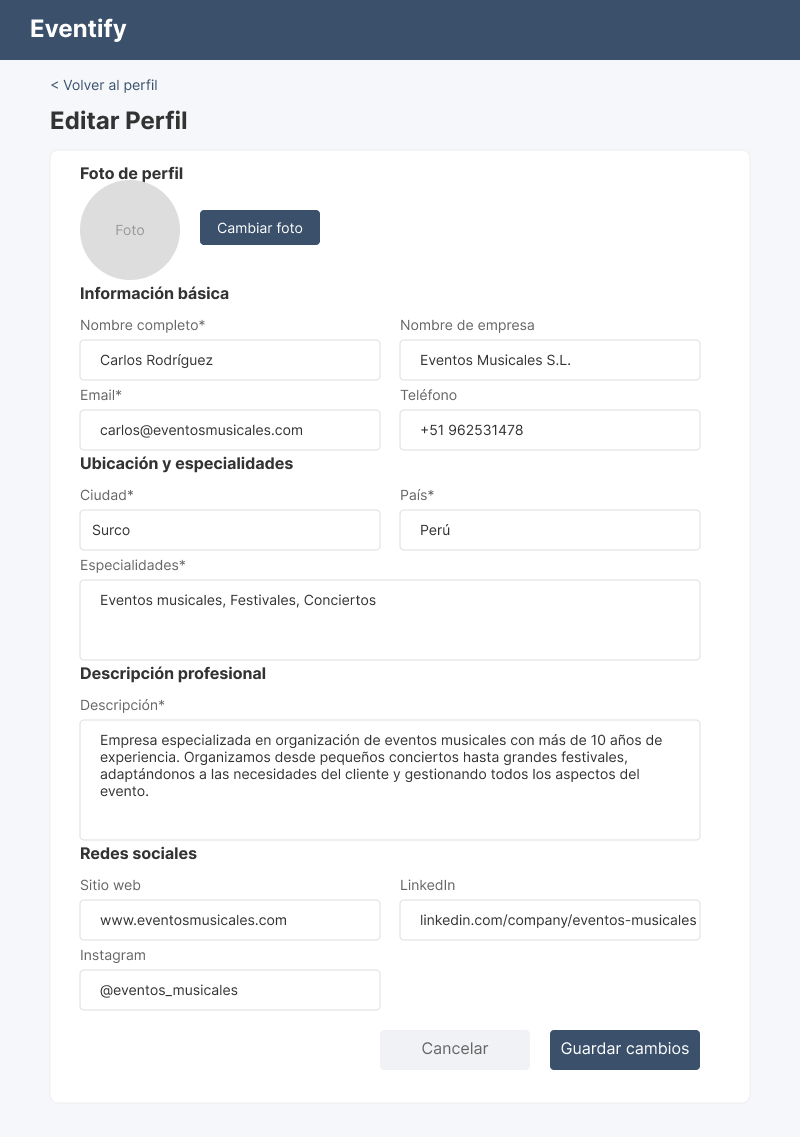 Eventify
< Volver al perfil
Editar Perfil
Foto de perfil
Foto
Cambiar foto
Información básica
Nombre completo*
Nombre de empresa
Carlos Rodríguez
Eventos Musicales S.L.
Email*
Teléfono
carlos@eventosmusicales.com
+51 962531478
Ubicación y especialidades
Ciudad*
País*
Surco
Perú
Especialidades*
Eventos musicales, Festivales, Conciertos
Descripción profesional
Descripción*
Empresa especializada en organización de eventos musicales con más de 10 años de
experiencia. Organizamos desde pequeños conciertos hasta grandes festivales,
adaptándonos a las necesidades del cliente y gestionando todos los aspectos del
evento.
Redes sociales
Sitio web
LinkedIn
www.eventosmusicales.com
linkedin.com/company/eventos-musicales
Instagram
@eventos_musicales
Cancelar
Guardar cambios